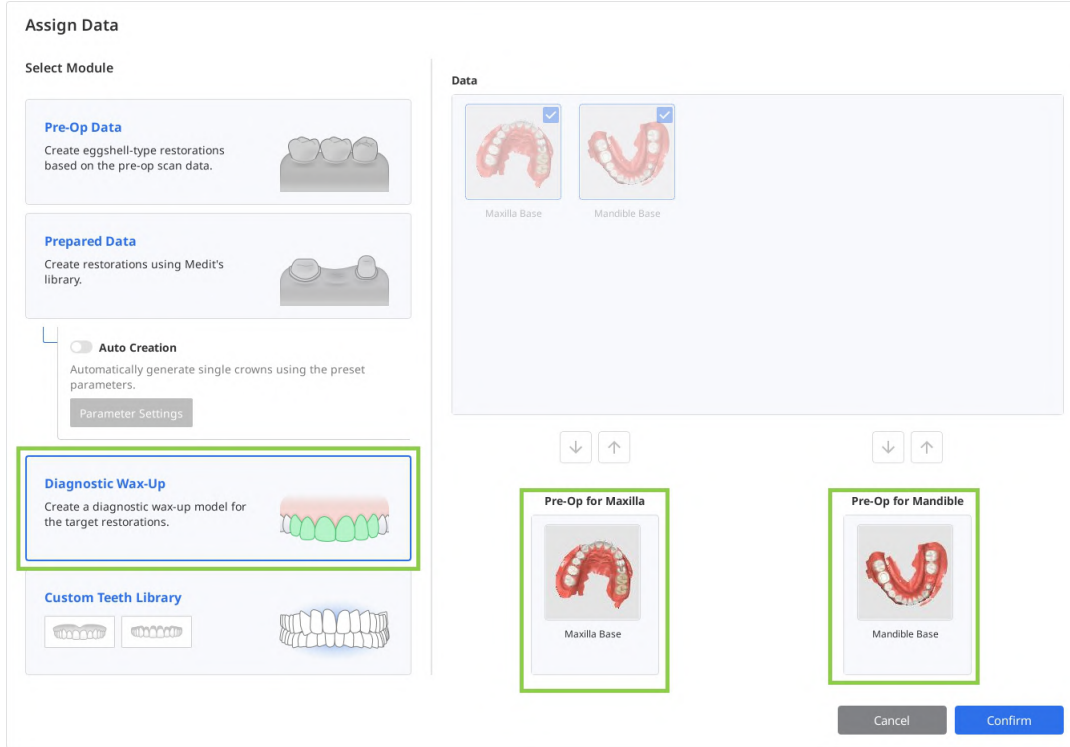 Assign Data
Select Module
Pre-Op Data
Create eggshell-type restorations
based on the pre-op scan data.
Prepared Data
Create restorations using Medit's
library.
Auto Creation
Automatically generate single crowns using the preset
parameters.
Parameter Settings
Diagnostic Wax-Up
Create a diagnostic wax-up model for
the target restorations.
Custom Teeth Library
Data
Maxilla Base
Mandible Base
Pre-Op for Maxilla
Maxilla Base
Pre-Op for Mandible
Mandible Base
Cancel
Confirm